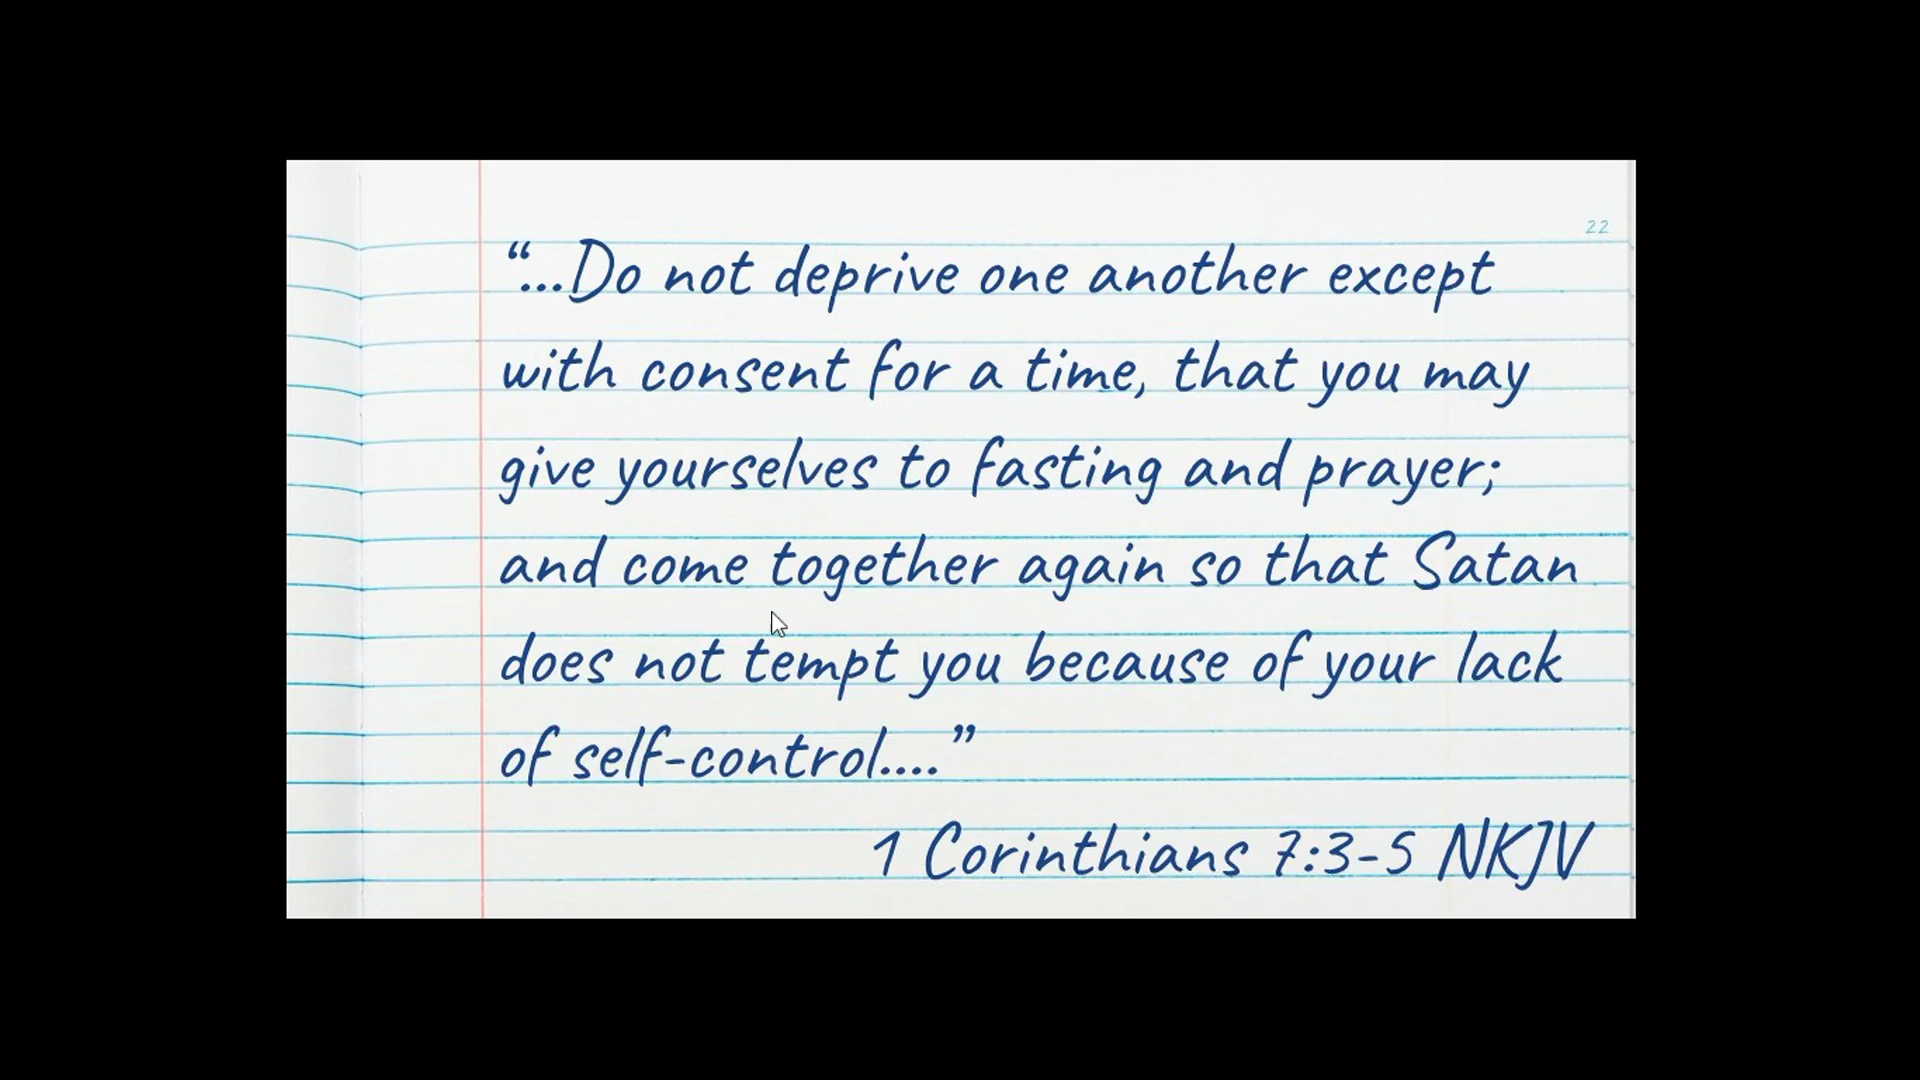 22
“...Do not deprive one another except
with consent for a time, that you may
give yourselves to fasting and prayer;
and come together again so that Satan
does not tempt you because of your lack
of self-control....”
1 Corinthians 7:3-5 NKJV